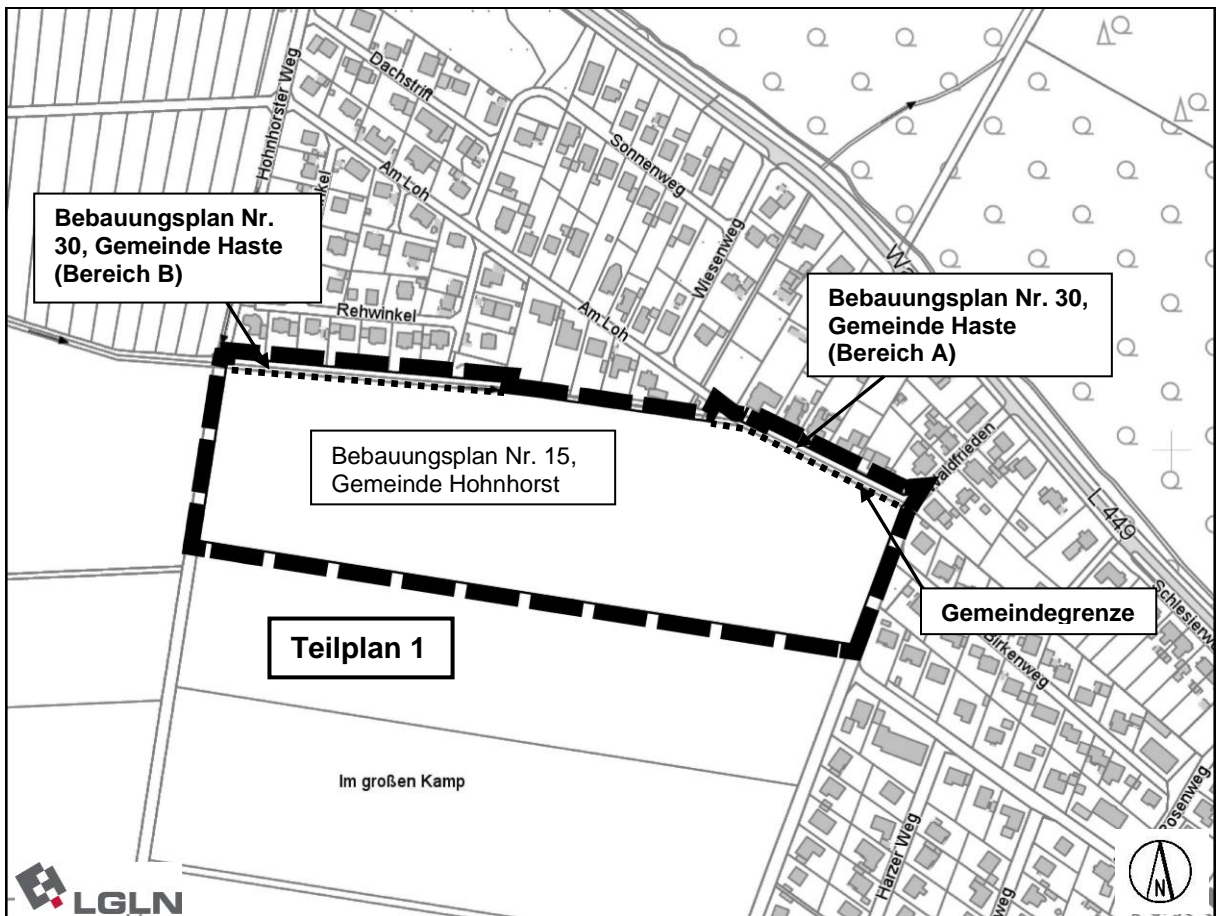 Dachstrift
Hohnhorster Weg
Am Loh
Sonnenweg
Bebauungsplan Nr.
30, Gemeinde Haste
(Bereich B)
Wiesenweg
Rehwinkel
Am Loh
Bebauungsplan Nr. 30,
Gemeinde Haste
(Bereich A)
Waldfrieden
Bebauungsplan Nr. 15,
Gemeinde Hohnhorst
L 449
Gemeindegrenze
Teilplan 1
Birkenweg
Im großen Kamp
Harzer Weg
LGLN
N